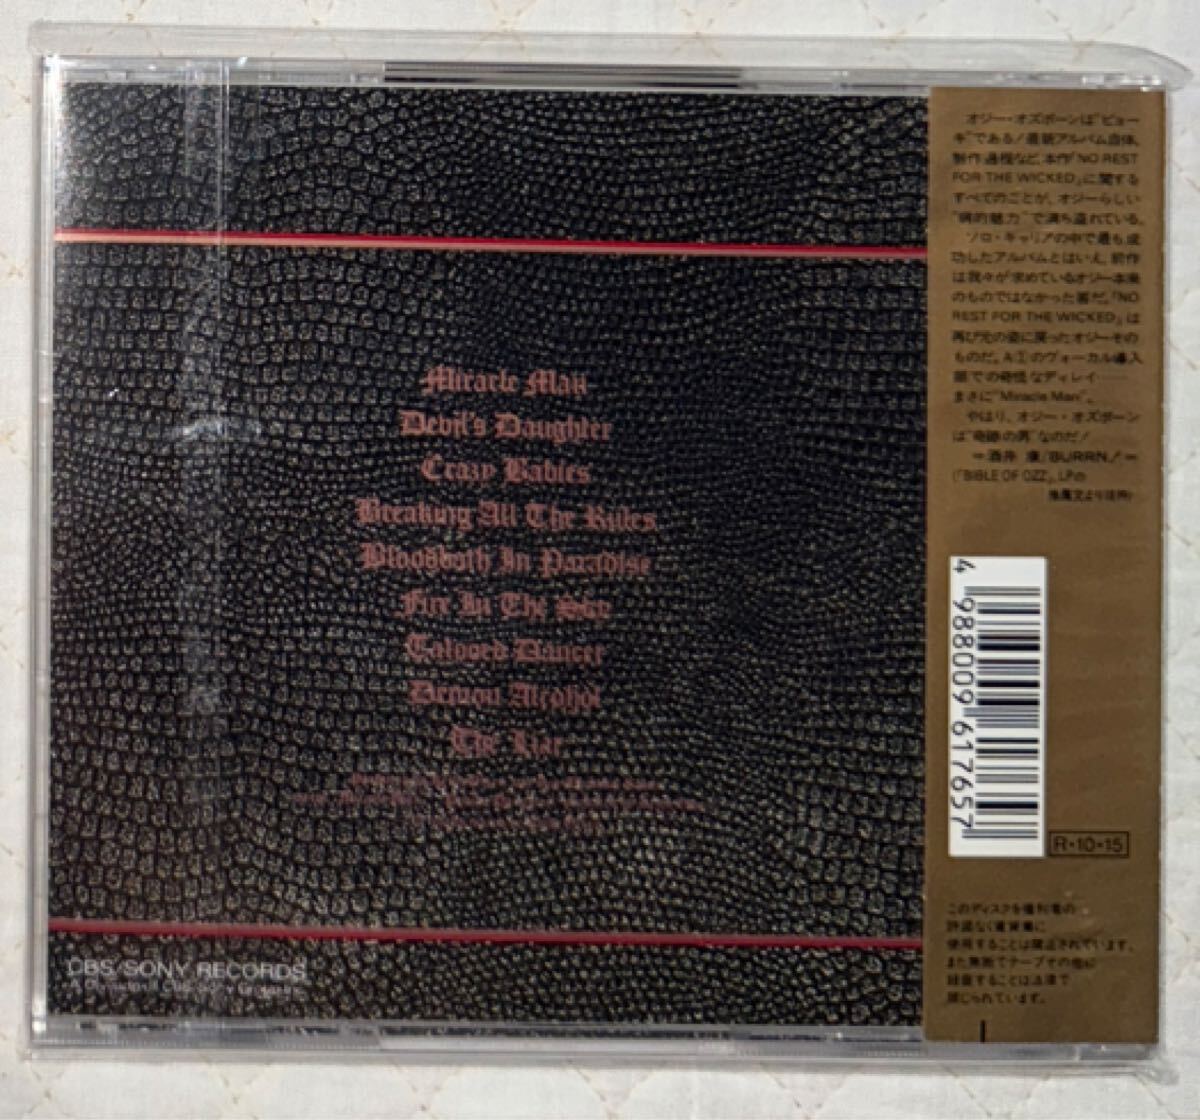 Miracle Man
Devil's Daughter
Crazy Babies
Breaking All The Rules
Bloodbath In Paradise
Fire In The Sky
Tatooed Dancer
Demon Alcohol
The Liar
CBS/SONY RECORDS
オジー・オズボーンは“ビョー
キ”である！最新アルバム自体、
制作過程など、本作「NO REST
FOR THE WICKED」に関する
すべてのことが、オジーらしい
“病的魅力”で満ち溢れている。
ソロ・キャリアの中で最も成
功したアルバムとはいえ、前作
は我々が求めているオジー本来
のものではなかった筈だ。「NO
REST FOR THE WICKED」は
再び元の姿に戻ったオジーその
ものだ。A①のヴォーカル導入
部での奇怪なディレイ……
まさに“Miracle Man”。
やはり、オジー・オズボーン
は“奇跡の男”なのだ！
=酒井 康/BURRN！=
(「BIBLE OF OZZ」、LPの
推薦文より活用)
4 988009 617657
R・10・15
このディスクを権利者の
許諾なく賃貸業に
使用することは禁止されています。
また無断でテープその他に
録音することは法律で
禁じられています。